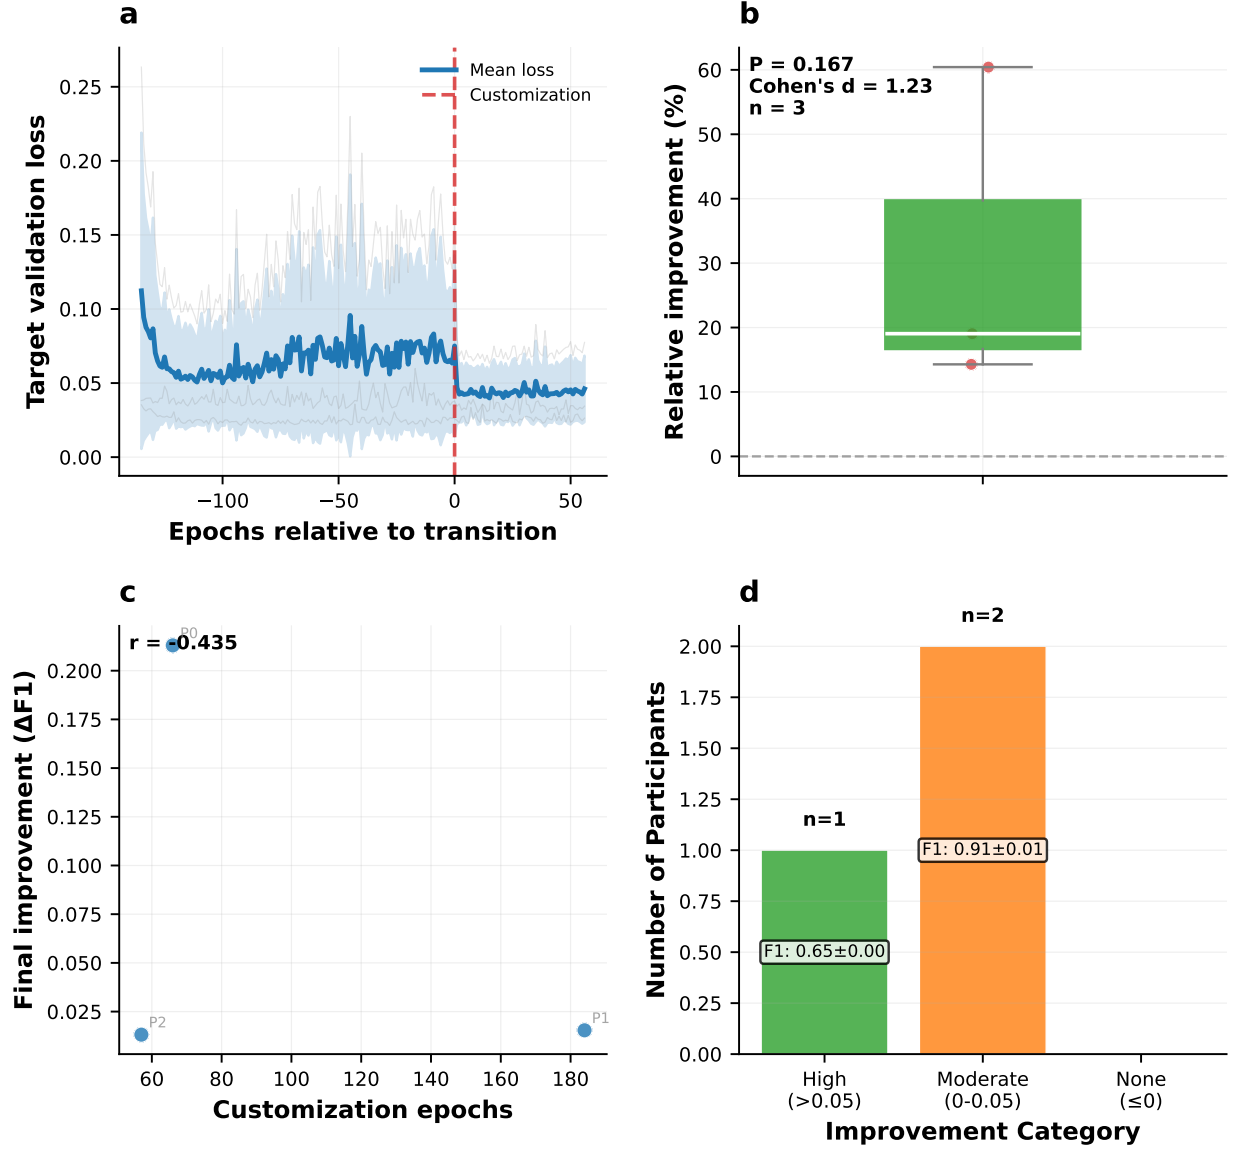 a
Target validation loss
0.25
0.20
0.15
0.10
0.05
0.00
Mean loss
Customization
−100
−50
0
50
Epochs relative to transition
b
Relative improvement (%)
60
50
40
30
20
10
0
P = 0.167
Cohen's d = 1.23
n = 3
c
Final improvement (ΔF1)
0.200
0.175
0.150
0.125
0.100
0.075
0.050
0.025
P0
r = -0.435
P2
P1
60
80
100
120
140
160
180
Customization epochs
d
Number of Participants
2.00
1.75
1.50
1.25
1.00
0.75
0.50
0.25
0.00
n=2
n=1
F1: 0.91±0.01
F1: 0.65±0.00
High
(>0.05)
Moderate
(0-0.05)
None
(≤0)
Improvement Category